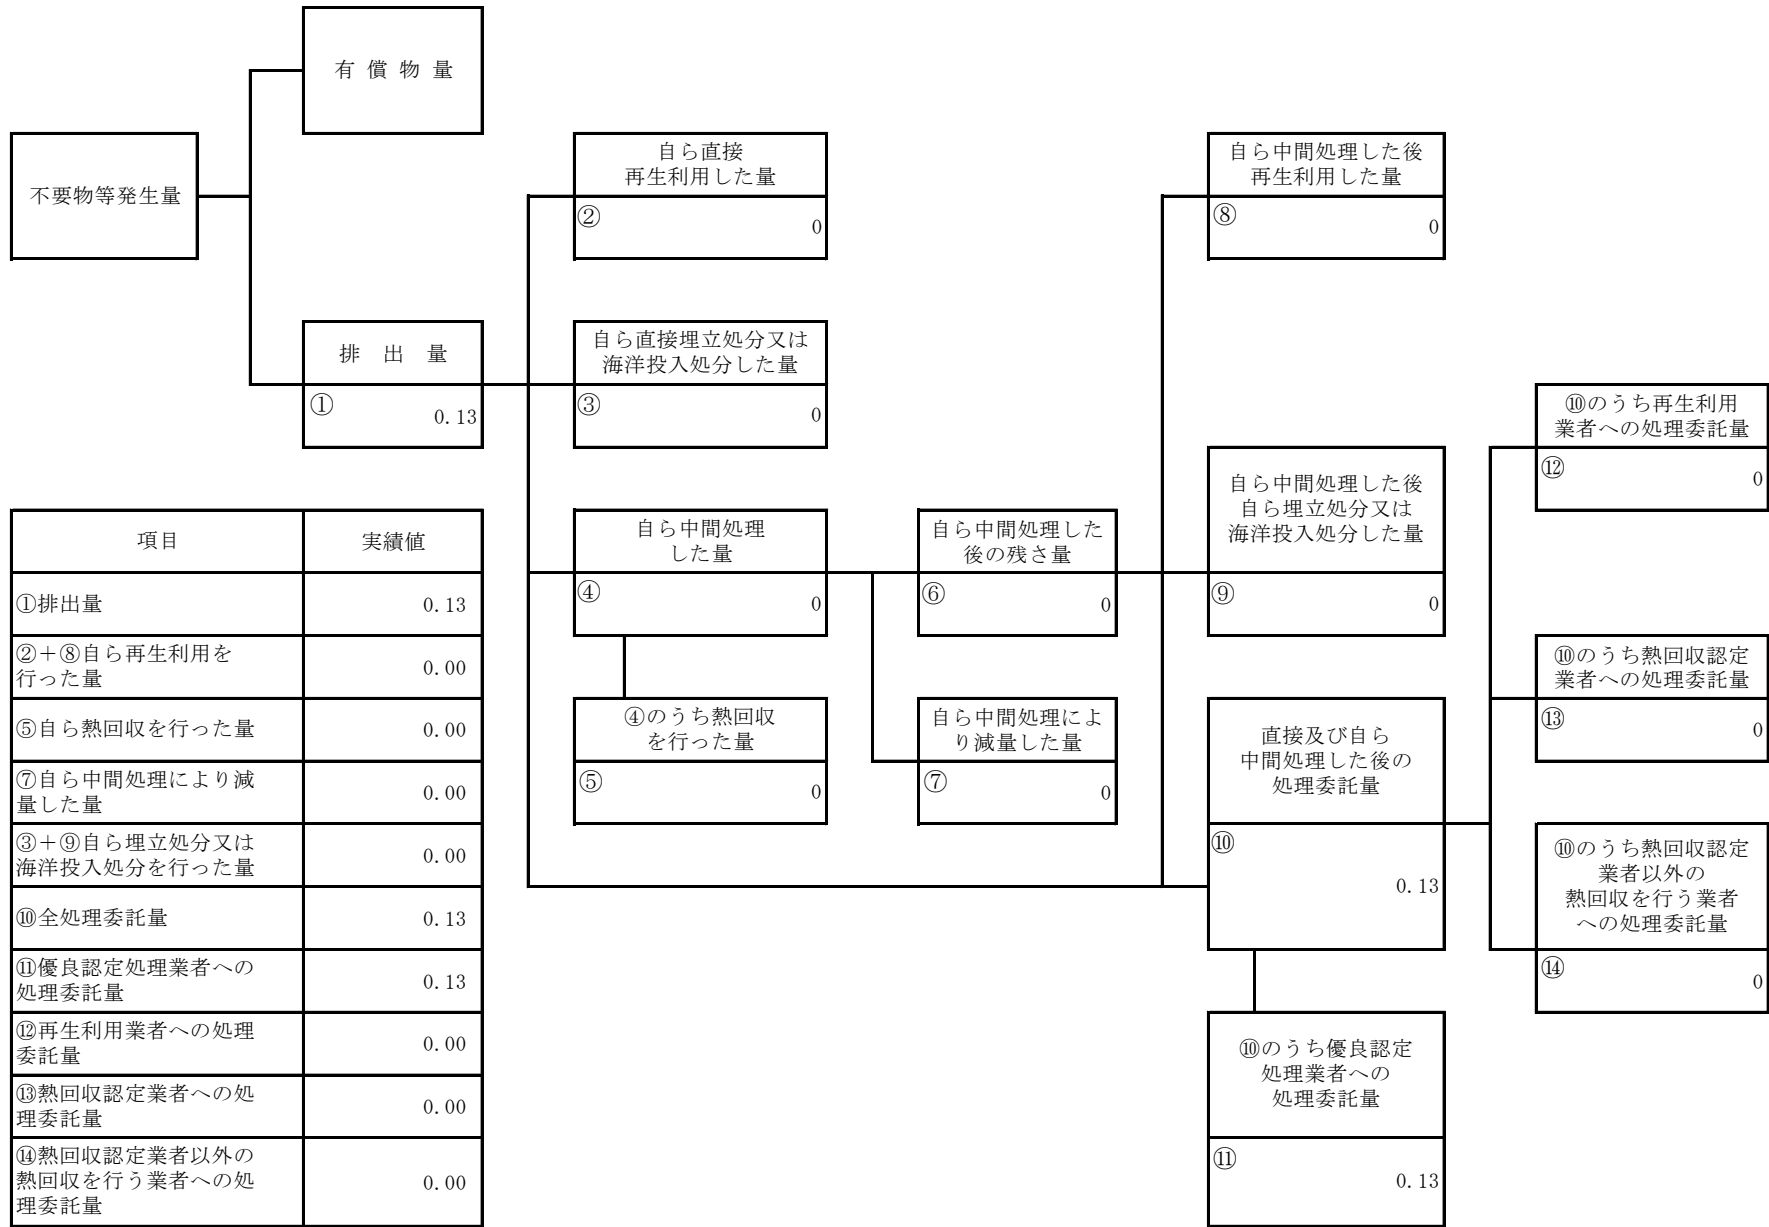 有 償 物 量
不要物等発生量
自ら直接
再生利用した量
②
0
自ら中間処理した後
再生利用した量
⑧
0
排 出 量
①
0.13
自ら直接埋立処分又は
海洋投入処分した量
③
0
⑩のうち再生利用
業者への処理委託量
⑫
0
自ら中間処理
した量
④
0
自ら中間処理した
後の残さ量
⑥
0
自ら中間処理した後
自ら埋立処分又は
海洋投入処分した量
⑨
0
⑩のうち熱回収認定
業者への処理委託量
⑬
0
④のうち熱回収
を行った量
⑤
0
自ら中間処理によ
り減量した量
⑦
0
直接及び自ら
中間処理した後の
処理委託量
⑩
0.13
⑩のうち熱回収認定
業者以外の
熱回収を行う業者
への処理委託量
⑭
0
⑩のうち優良認定
処理業者への
処理委託量
⑪
0.13
項目 実績値
①排出量 0.13
②+⑧自ら再生利用を
行った量 0.00
⑤自ら熱回収を行った量 0.00
⑦自ら中間処理により減
量した量 0.00
③+⑨自ら埋立処分又は
海洋投入処分を行った量 0.00
⑩全処理委託量 0.13
⑪優良認定処理業者への
処理委託量 0.13
⑫再生利用業者への処理
委託量 0.00
⑬熱回収認定業者への処
理委託量 0.00
⑭熱回収認定業者以外の
熱回収を行う業者への処
理委託量 0.00